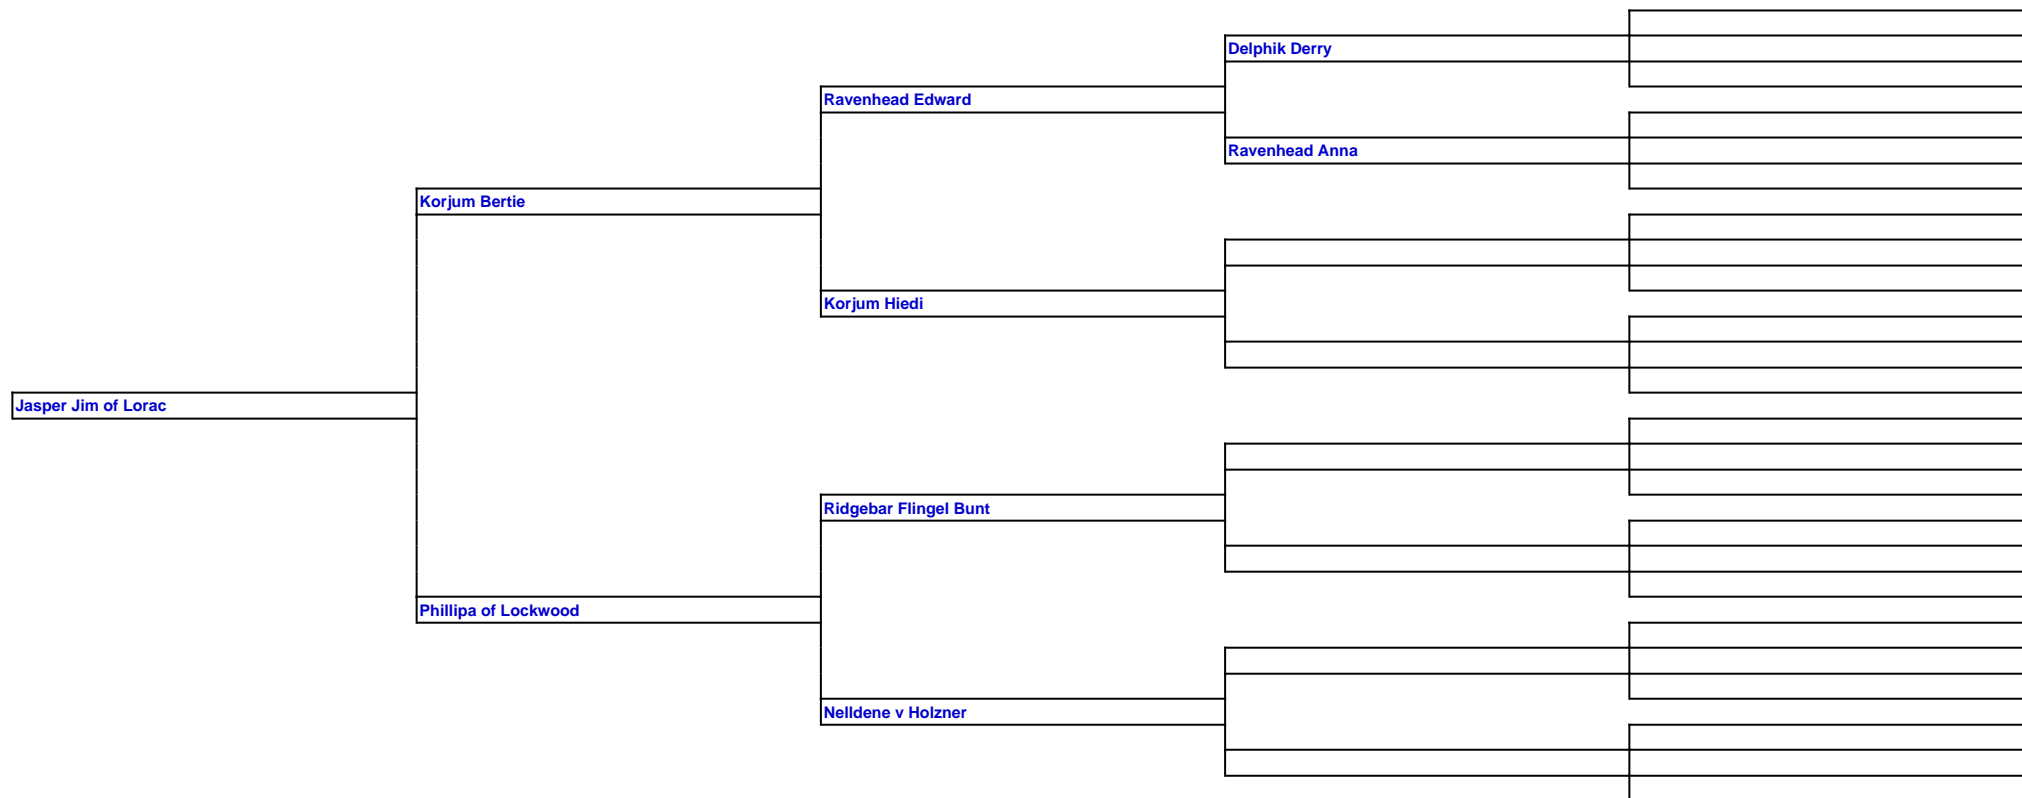 Delphik Derry
Ravenhead Edward
Ravenhead Anna
Korjum Bertie
Korjum Hiedi
Jasper Jim of Lorac
Ridgebar Flingel Bunt
Phillipa of Lockwood
Nelldene v Holzner